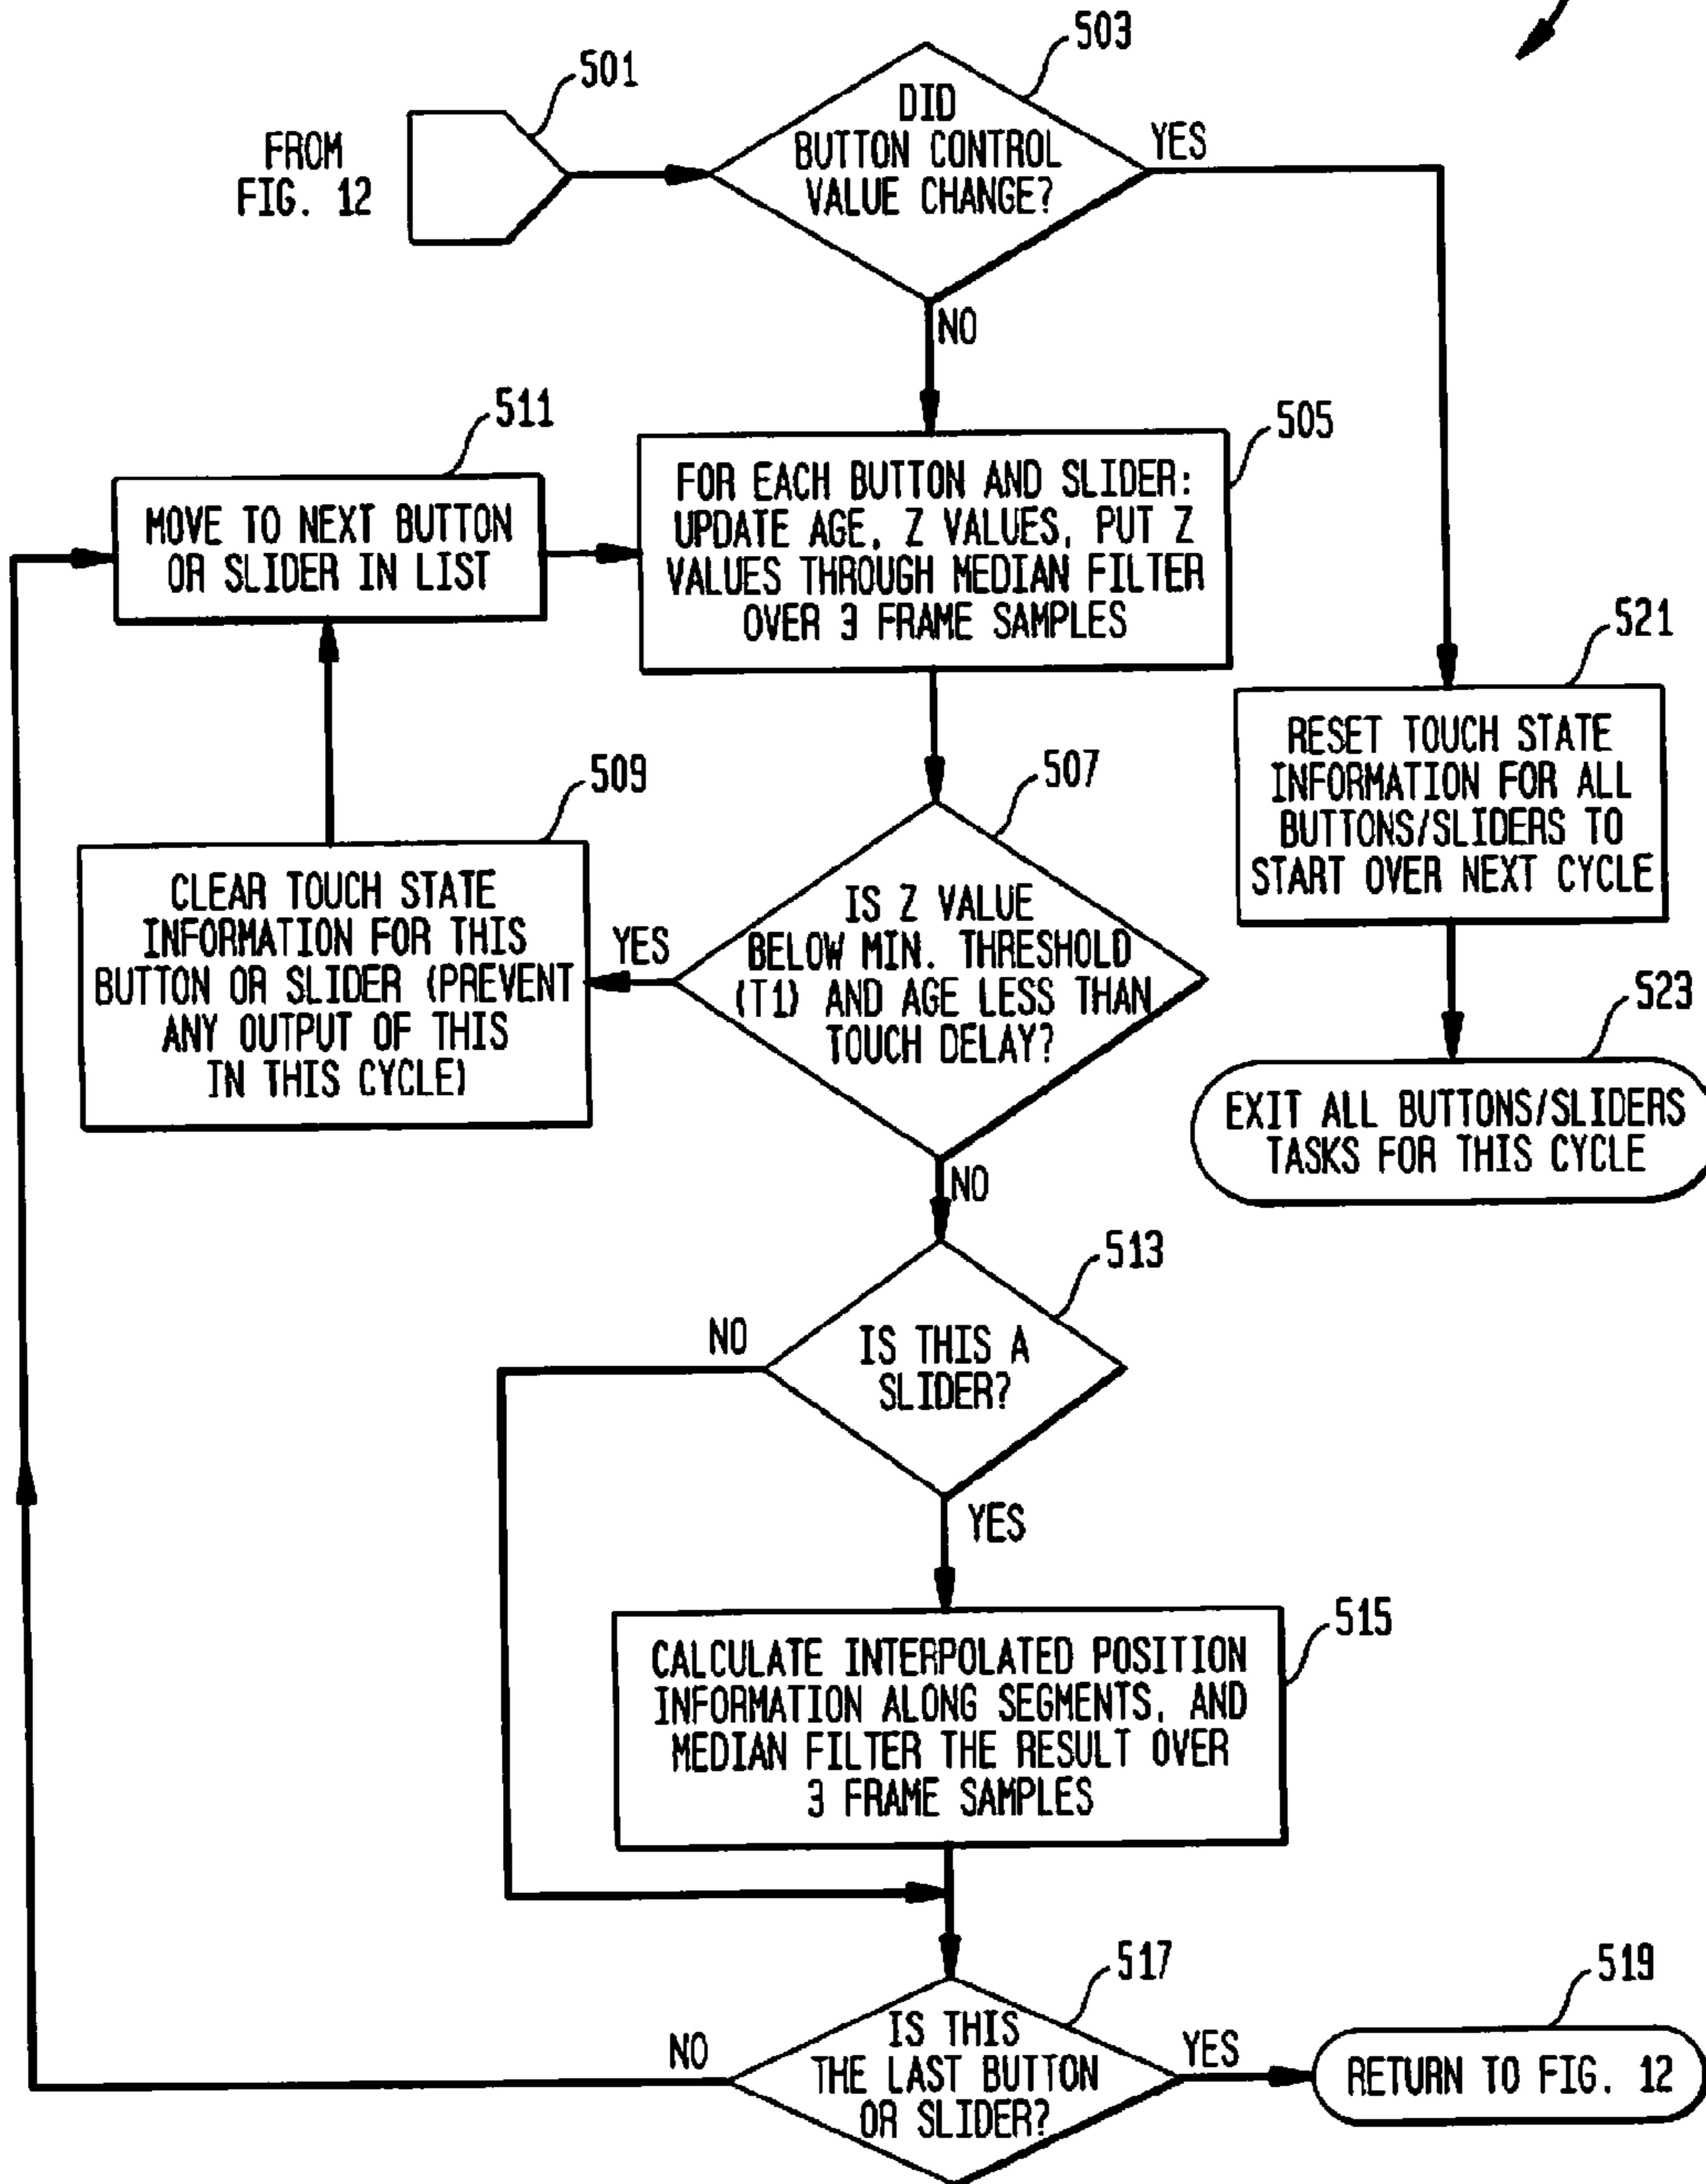 501
FROM
FIG. 12
503
DID
BUTTON CONTROL
VALUE CHANGE?
YES
NO
511
MOVE TO NEXT BUTTON
OR SLIDER IN LIST
505
FOR EACH BUTTON AND SLIDER:
UPDATE AGE, Z VALUES, PUT Z
VALUES THROUGH MEDIAN FILTER
OVER 3 FRAME SAMPLES
521
RESET TOUCH STATE
INFORMATION FOR ALL
BUTTONS/SLIDERS TO
START OVER NEXT CYCLE
509
CLEAR TOUCH STATE
INFORMATION FOR THIS
BUTTON OR SLIDER (PREVENT
ANY OUTPUT OF THIS
IN THIS CYCLE)
YES
507
IS Z VALUE
BELOW MIN. THRESHOLD
(T1) AND AGE LESS THAN
TOUCH DELAY?
NO
523
EXIT ALL BUTTONS/SLIDERS
TASKS FOR THIS CYCLE
513
NO
IS THIS A
SLIDER?
YES
515
CALCULATE INTERPOLATED POSITION
INFORMATION ALONG SEGMENTS, AND
MEDIAN FILTER THE RESULT OVER
3 FRAME SAMPLES
517
NO
IS THIS
THE LAST BUTTON
OR SLIDER?
YES
519
RETURN TO FIG. 12